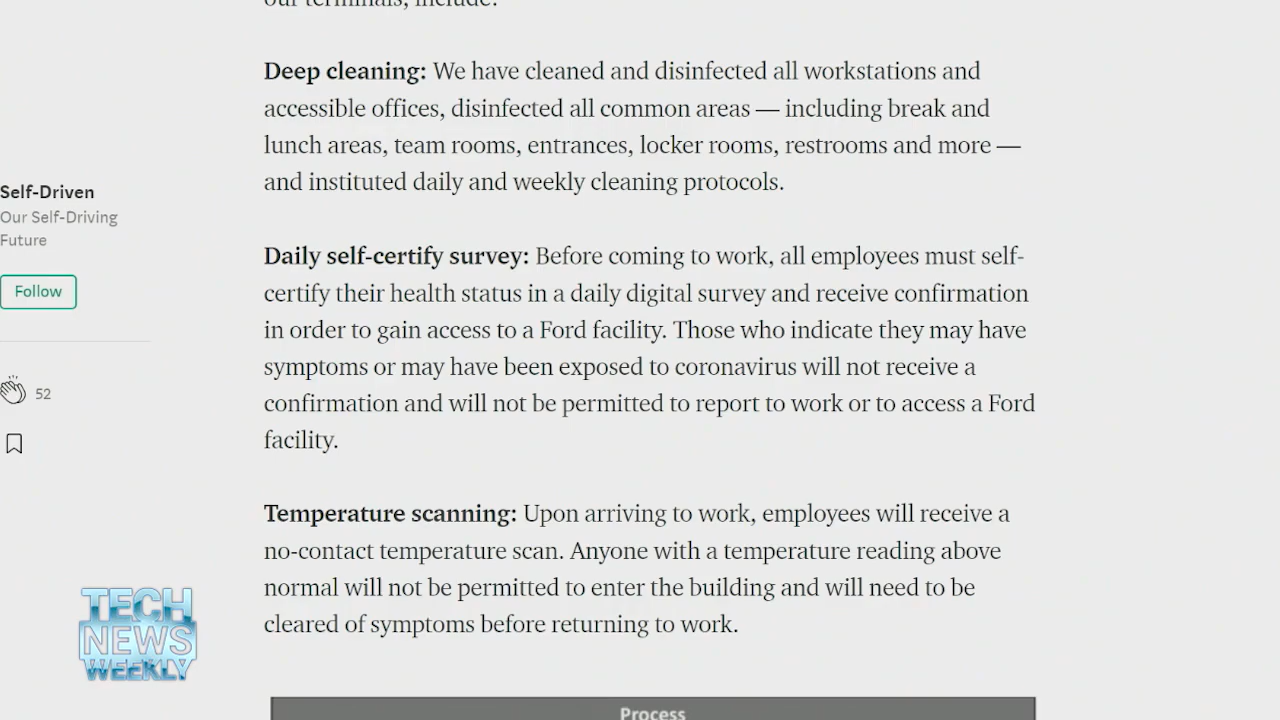 our terminals, include:
Deep cleaning: We have cleaned and disinfected all workstations and
accessible offices, disinfected all common areas — including break and
lunch areas, team rooms, entrances, locker rooms, restrooms and more —
and instituted daily and weekly cleaning protocols.
Self-Driven
Our Self-Driving
Future
Follow
52
Daily self-certify survey: Before coming to work, all employees must self-
certify their health status in a daily digital survey and receive confirmation
in order to gain access to a Ford facility. Those who indicate they may have
symptoms or may have been exposed to coronavirus will not receive a
confirmation and will not be permitted to report to work or to access a Ford
facility.
Temperature scanning: Upon arriving to work, employees will receive a
no-contact temperature scan. Anyone with a temperature reading above
normal will not be permitted to enter the building and will need to be
cleared of symptoms before returning to work.
TECH
NEWS
WEEKLY
Process